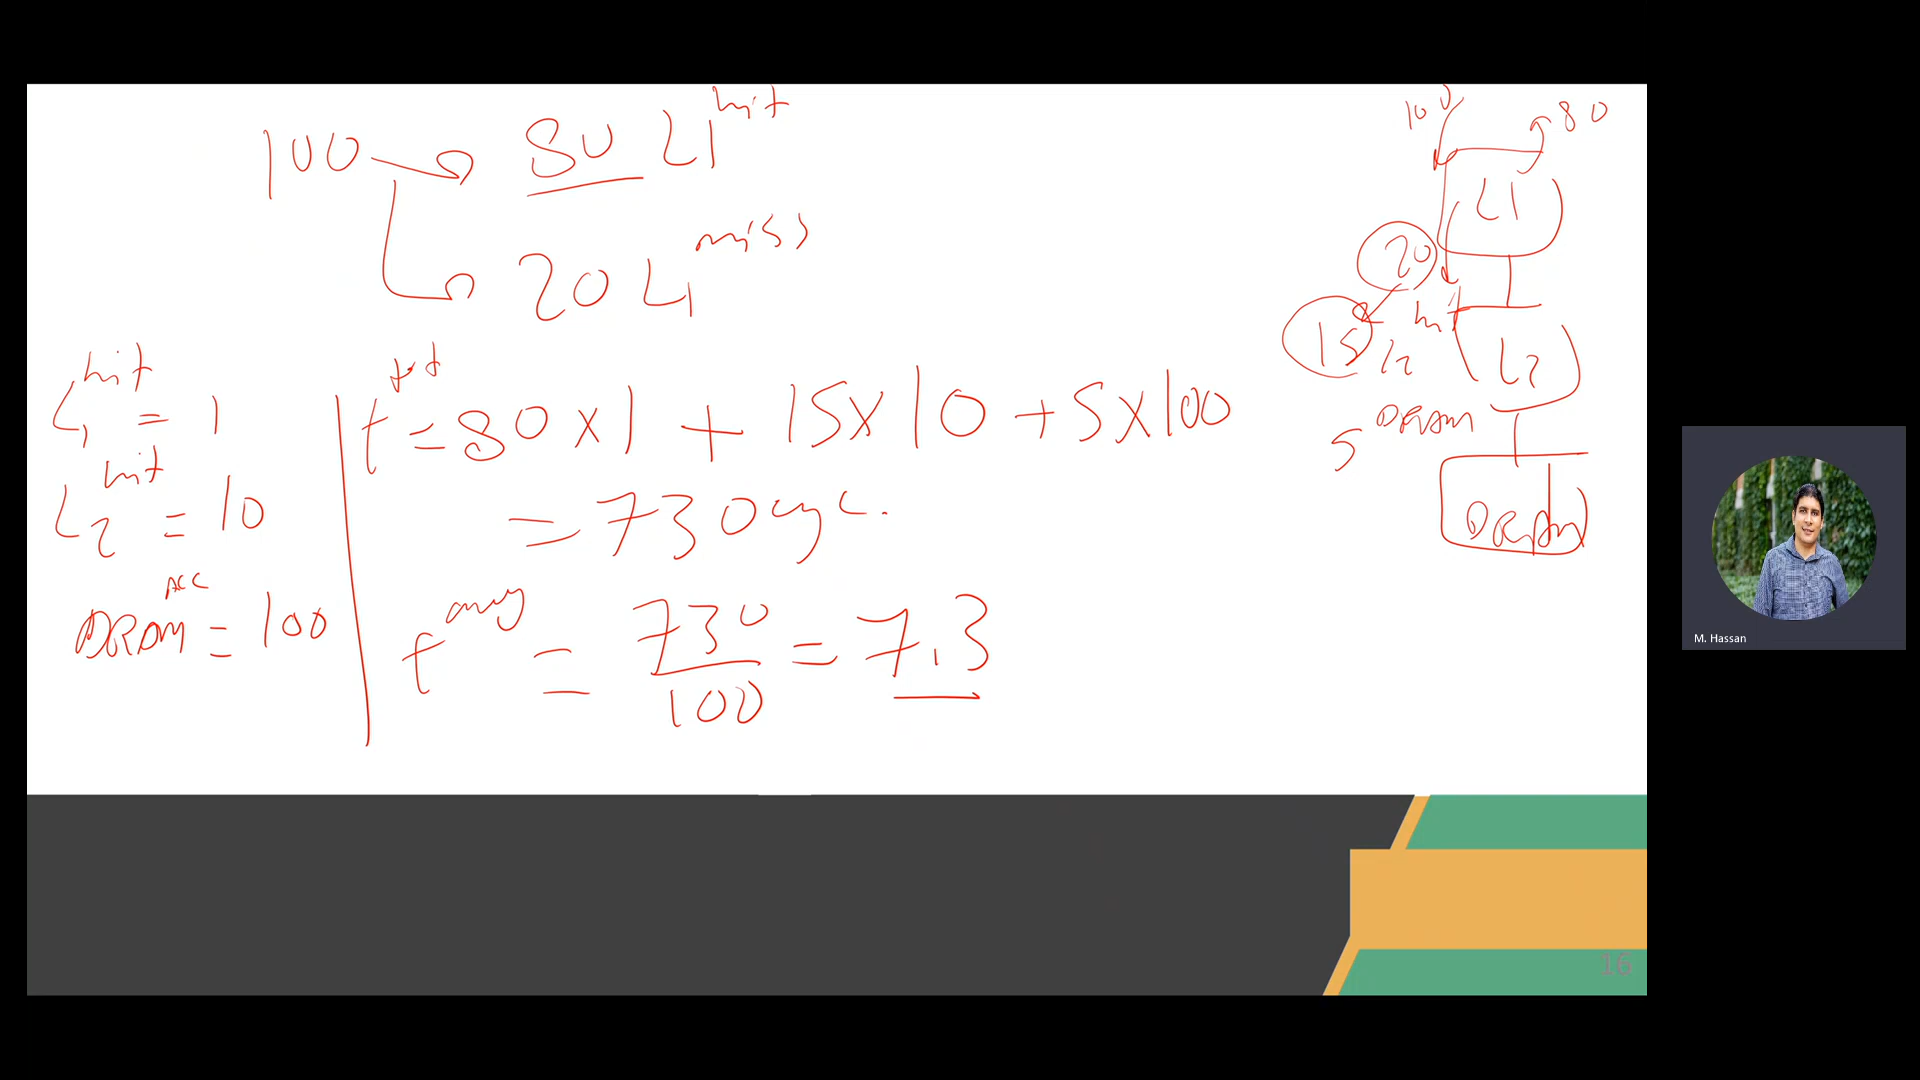 100 80 L1 hit
20 L1 miss
L1 hit = 1
L2 hit = 10
DRAM ACC = 100
t tot = 80 x 1 + 15 x 10 + 5 x 100
= 730 cyc.
t avg = 730 / 100 = 7.3
100 80
L1
20
15 L2 hit
L2
5 DRAM
DRAM
M. Hassan
16